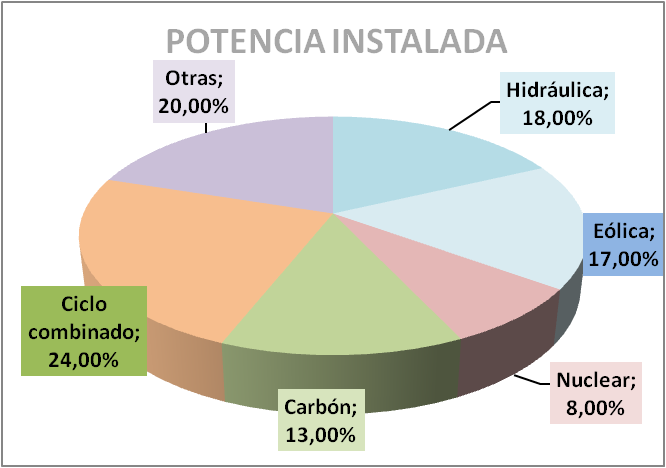 POTENCIA INSTALADA
Otras;
20,00%
Hidráulica;
18,00%
Eólica;
17,00%
Ciclo
combinado;
24,00%
Nuclear;
8,00%
Carbón;
13,00%